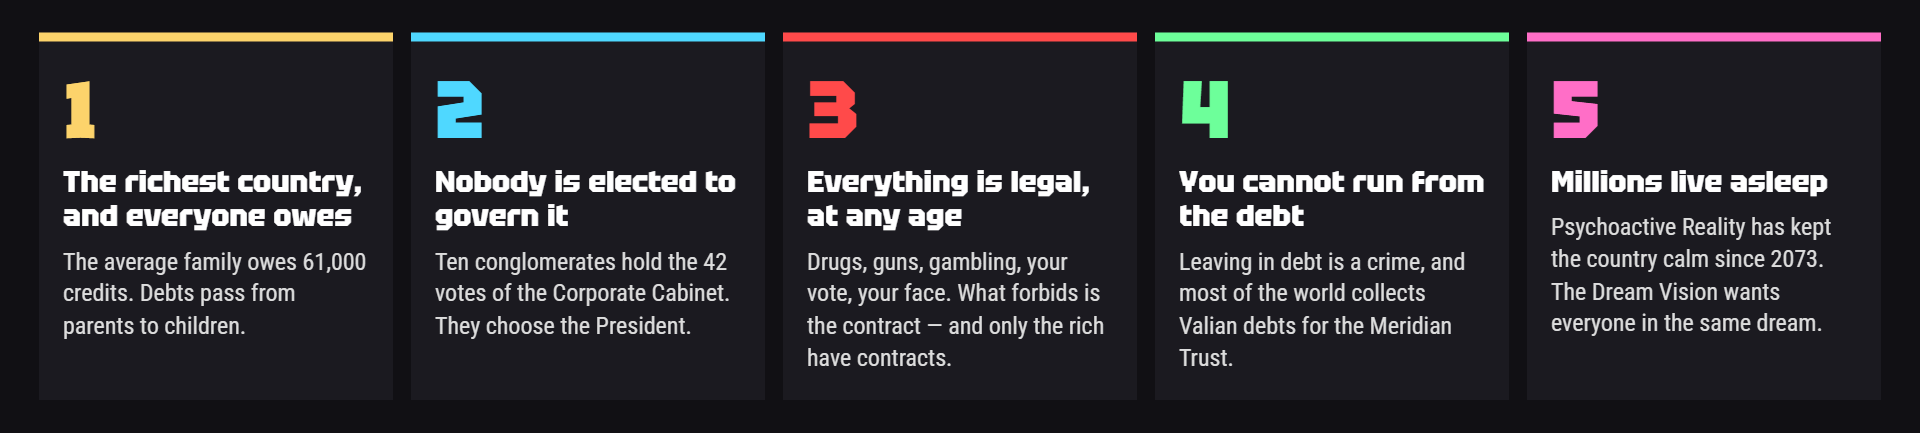 1
The richest country,
and everyone owes
The average family owes 61,000
credits. Debts pass from
parents to children.
2
Nobody is elected to
govern it
Ten conglomerates hold the 42
votes of the Corporate Cabinet.
They choose the President.
3
Everything is legal,
at any age
Drugs, guns, gambling, your
vote, your face. What forbids is
the contract — and only the rich
have contracts.
4
You cannot run from
the debt
Leaving in debt is a crime, and
most of the world collects
Valian debts for the Meridian
Trust.
5
Millions live asleep
Psychoactive Reality has kept
the country calm since 2073.
The Dream Vision wants
everyone in the same dream.